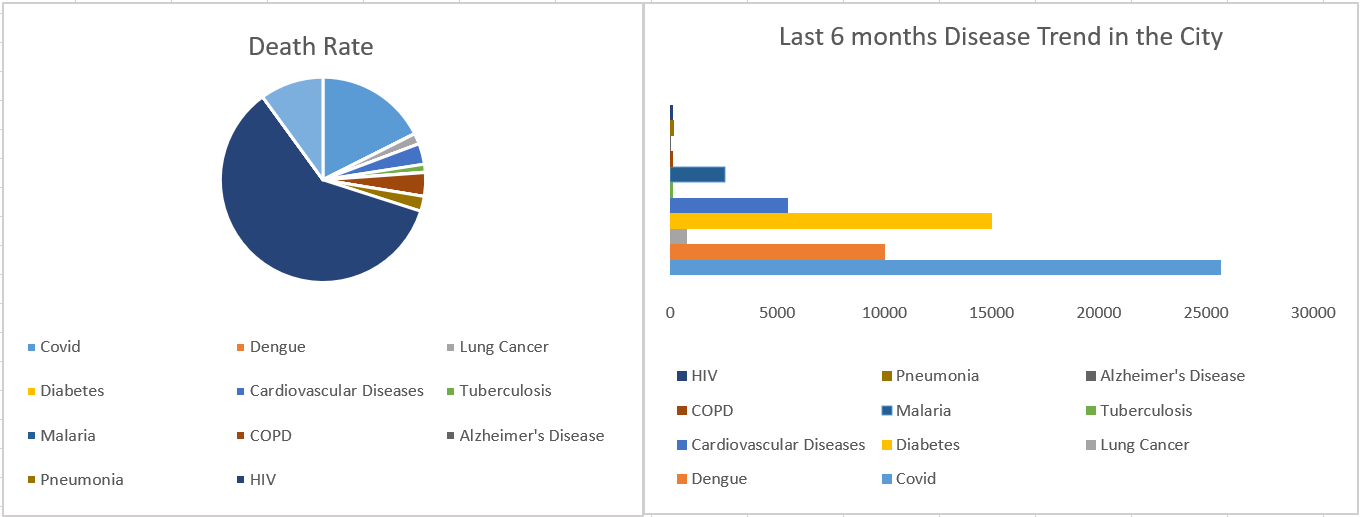 Death Rate
Covid Dengue Lung Cancer
Diabetes Cardiovascular Diseases Tuberculosis
Malaria COPD Alzheimer's Disease
Pneumonia HIV
Last 6 months Disease Trend in the City
0 5000 10000 15000 20000 25000 30000
HIV Pneumonia Alzheimer's Disease
COPD Malaria Tuberculosis
Cardiovascular Diseases Diabetes Lung Cancer
Dengue Covid